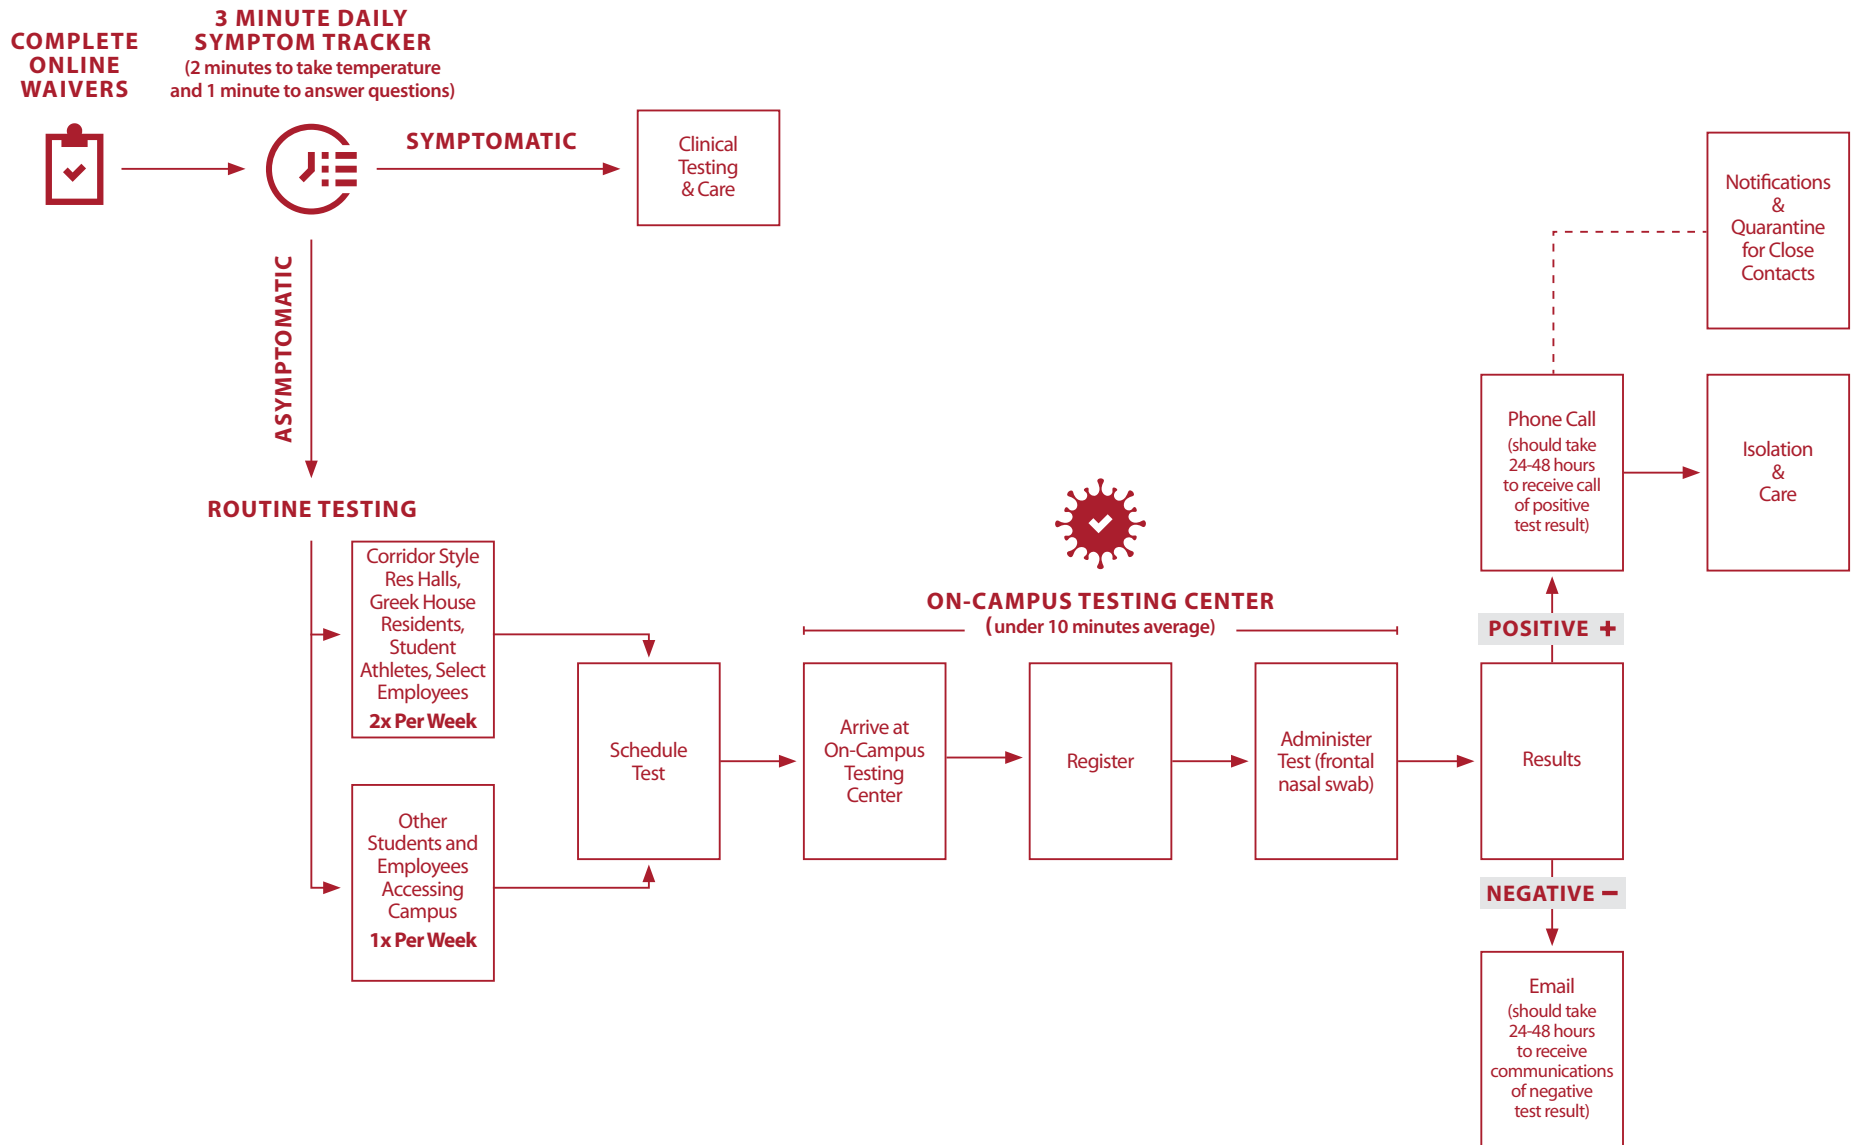 COMPLETE
ONLINE
WAIVERS
3 MINUTE DAILY
SYMPTOM TRACKER
(2 minutes to take temperature
and 1 minute to answer questions)
SYMPTOMATIC
Clinical
Testing
& Care
ASYMPTOMATIC
ROUTINE TESTING
Corridor Style
Res Halls,
Greek House
Residents,
Student
Athletes, Select
Employees
2x Per Week
Other
Students and
Employees
Accessing
Campus
1x Per Week
Schedule
Test
ON-CAMPUS TESTING CENTER
(under 10 minutes average)
Arrive at
On-Campus
Testing
Center
Register
Administer
Test (frontal
nasal swab)
Results
POSITIVE +
Phone Call
(should take
24-48 hours
to receive call
of positive
test result)
Notifications
&
Quarantine
for Close
Contacts
Isolation
&
Care
NEGATIVE −
Email
(should take
24-48 hours
to receive
communications
of negative
test result)